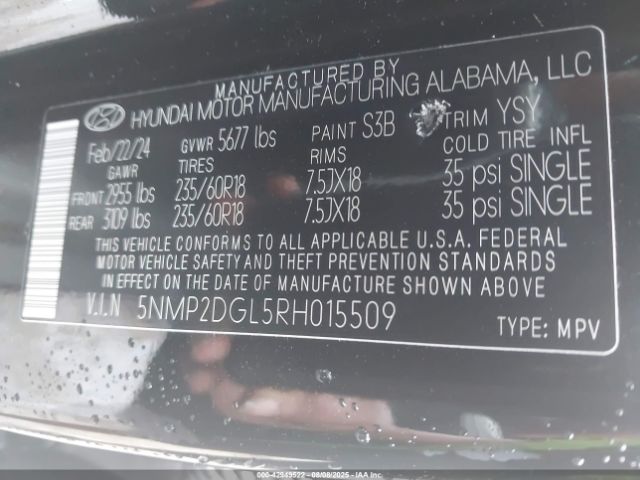 MANUFACTURED BY
HYUNDAI MOTOR MANUFACTURING ALABAMA, LLC
Feb/22/24 GVWR 5677 lbs PAINT S3B TRIM YSY
GAWR TIRES RIMS COLD TIRE INFL
FRONT 2955 lbs 235/60R18 7.5JX18 35 psi SINGLE
REAR 3109 lbs 235/60R18 7.5JX18 35 psi SINGLE
THIS VEHICLE CONFORMS TO ALL APPLICABLE U.S.A. FEDERAL
MOTOR VEHICLE SAFETY AND THEFT PREVENTION STANDARDS
IN EFFECT ON THE DATE OF MANUFACTURE SHOWN ABOVE
V.I.N 5NMP2DGL5RH015509
TYPE: MPV
000-42949522 - 08/08/2025 - © IAA Holdings, LLC